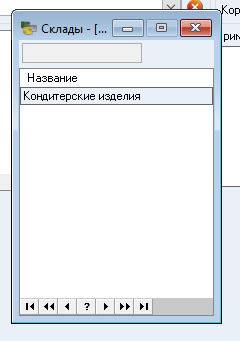 Кор
Склады - [...
рим
Название
Кондитерские изделия
?